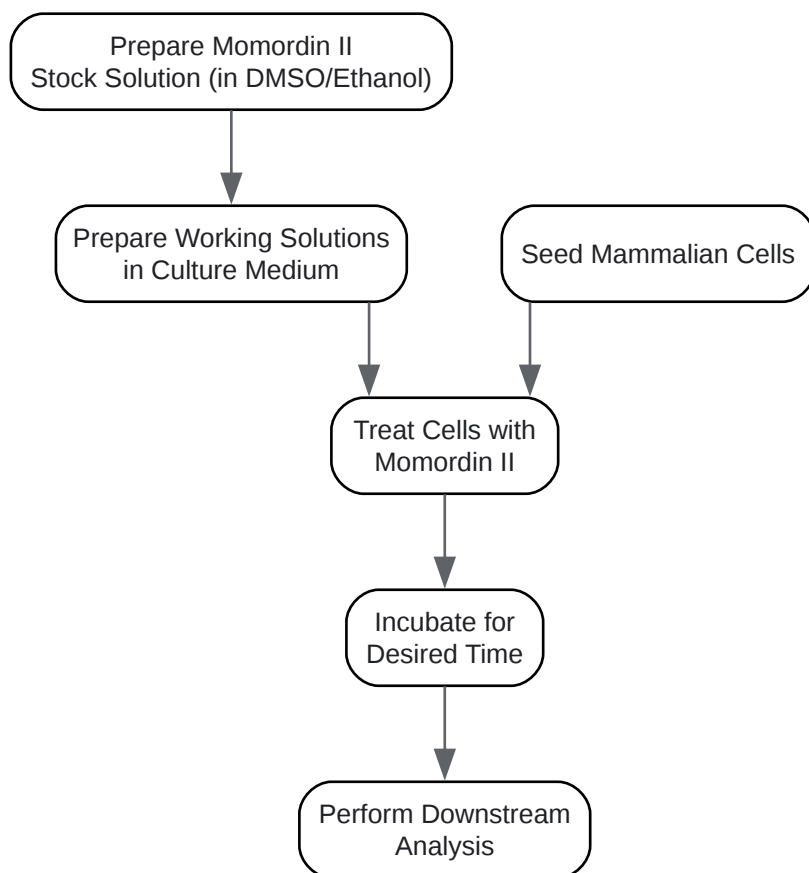 Prepare Momordin II
Stock Solution (in DMSO/Ethanol)
Prepare Working Solutions
in Culture Medium
Seed Mammalian Cells
Treat Cells with
Momordin II
Incubate for
Desired Time
Perform Downstream
Analysis